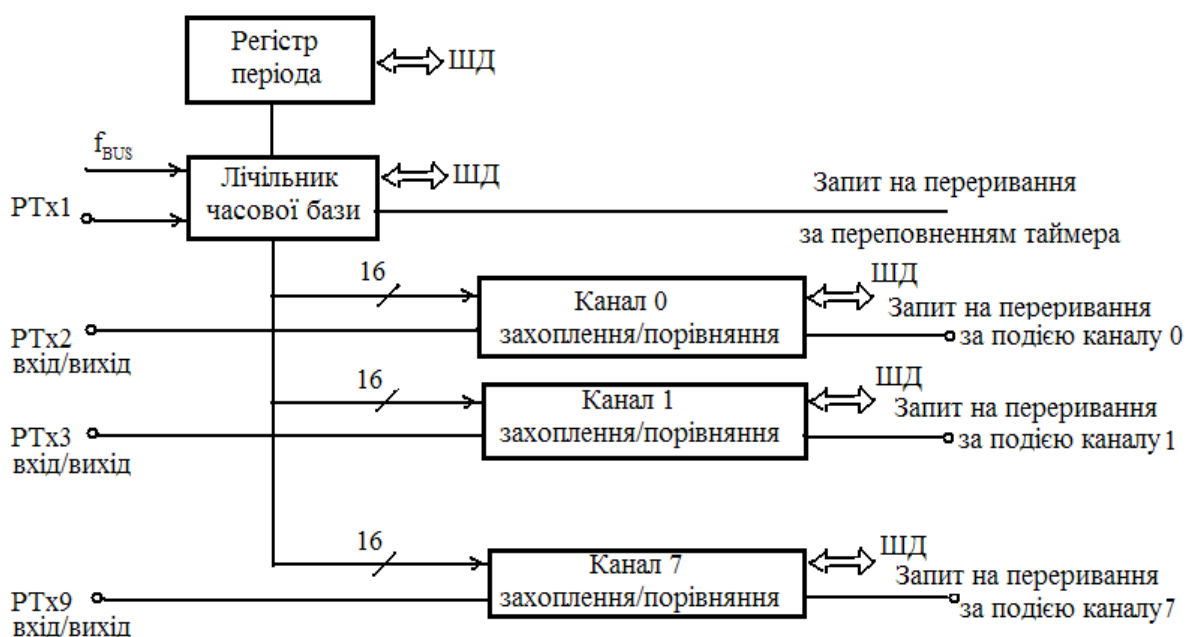 Регістр
періода
ШД
f BUS
Лічільник
часової бази
ШД
PTx1
Запит на переривання
за переповненням таймера
16
Канал 0
захоплення/порівняння
ШД
Запит на переривання
за подією каналу 0
PTx2
вхід/вихід
16
Канал 1
захоплення/порівняння
ШД
Запит на переривання
за подією каналу 1
PTx3
вхід/вихід
16
Канал 7
захоплення/порівняння
ШД
Запит на переривання
за подією каналу 7
PTx9
вхід/вихід